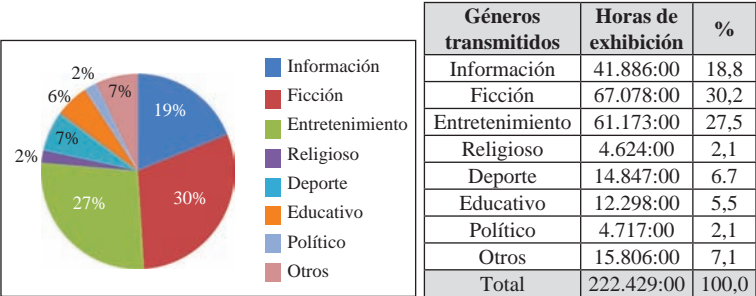 2%
7%
19%
6%
7%
2%
27%
30%
Información
Ficción
Entretenimiento
Religioso
Deporte
Educativo
Político
Otros
Géneros transmitidos | Horas de exhibición | %
Información 41.886:00 18,8
Ficción 67.078:00 30,2
Entretenimiento 61.173:00 27,5
Religioso 4.624:00 2,1
Deporte 14.847:00 6.7
Educativo 12.298:00 5,5
Político 4.717:00 2,1
Otros 15.806:00 7,1
Total 222.429:00 100,0